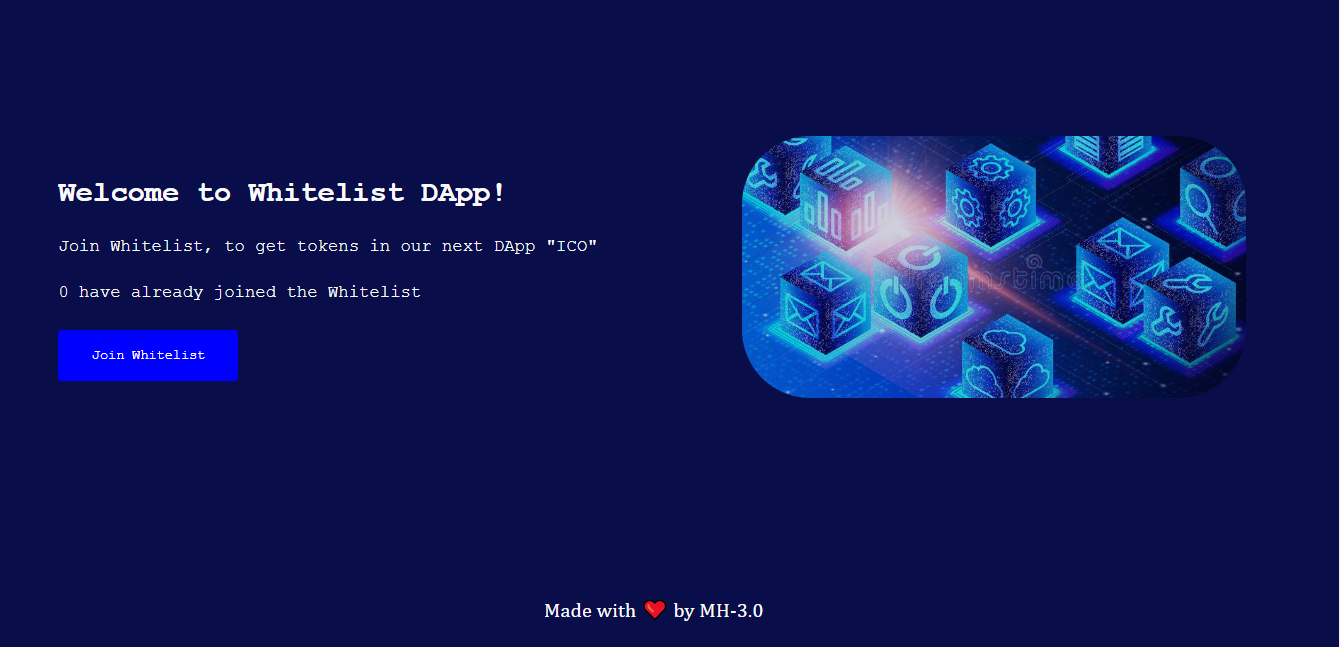 Welcome to Whitelist DApp!
Join Whitelist, to get tokens in our next DApp "ICO"
0 have already joined the Whitelist
Join Whitelist
Made with ❤️ by MH-3.0